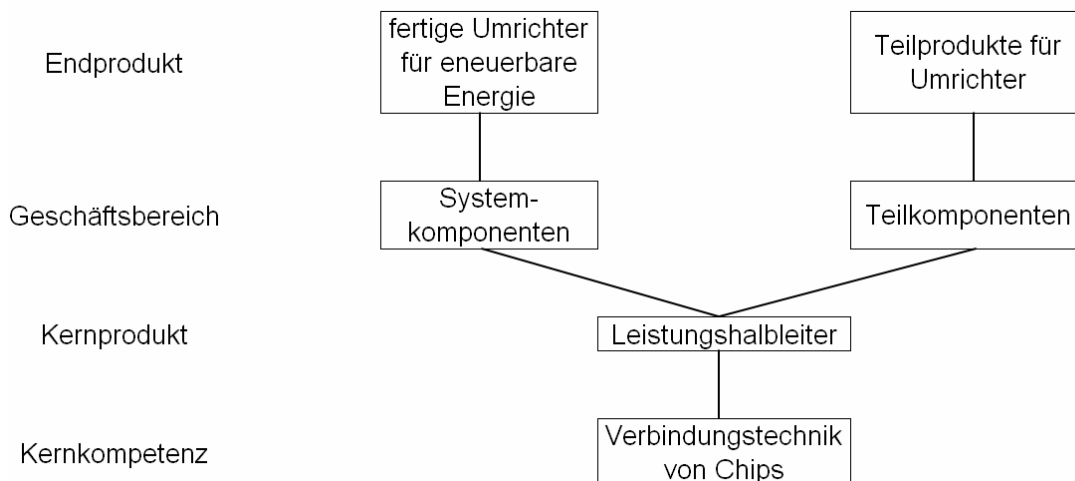 Endprodukt
fertige Umrichter
für eneuerbare
Energie
Teilprodukte für
Umrichter
Geschäftsbereich
System-
komponenten
Teilkomponenten
Kernprodukt
Leistungshalbleiter
Kernkompetenz
Verbindungstechnik
von Chips